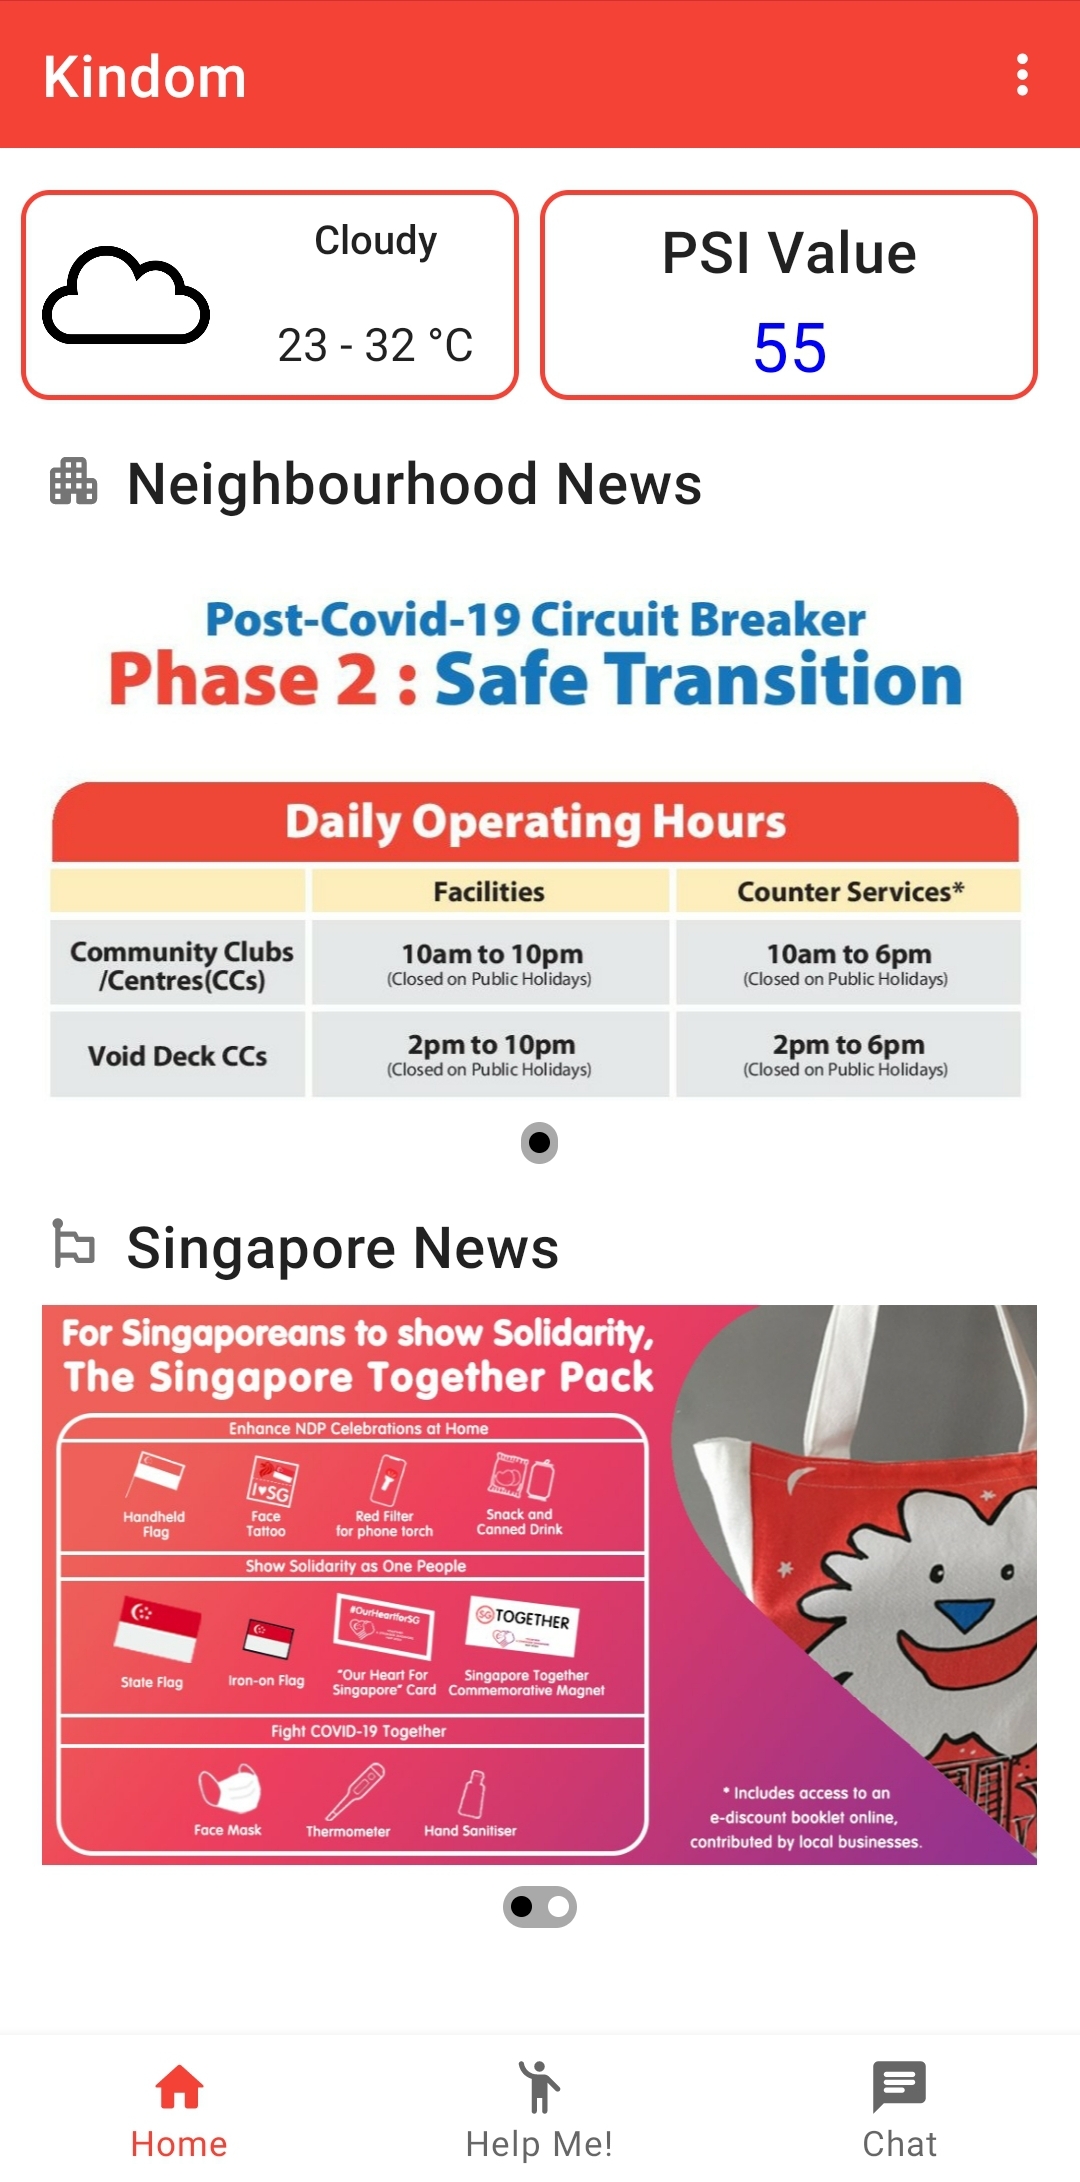 Kindom
Cloudy
23 - 32 °C
PSI Value
55
Neighbourhood News
Post-Covid-19 Circuit Breaker
Phase 2 : Safe Transition
Daily Operating Hours
Facilities
Counter Services*
Community Clubs
/Centres(CCs)
10am to 10pm
(Closed on Public Holidays)
10am to 6pm
(Closed on Public Holidays)
Void Deck CCs
2pm to 10pm
(Closed on Public Holidays)
2pm to 6pm
(Closed on Public Holidays)
Singapore News
For Singaporeans to show Solidarity,
The Singapore Together Pack
Enhance NDP Celebrations at Home
I♥SG
Handheld
Flag
Face
Tattoo
Red Filter
for phone torch
Snack and
Canned Drink
Show Solidarity as One People
#OurHeartforSG
SG TOGETHER
State Flag
Iron-on Flag
"Our Heart For
Singapore" Card
Singapore Together
Commemorative Magnet
Fight COVID-19 Together
Face Mask
Thermometer
Hand Sanitiser
* Includes access to an
e-discount booklet online,
contributed by local businesses.
Home
Help Me!
Chat